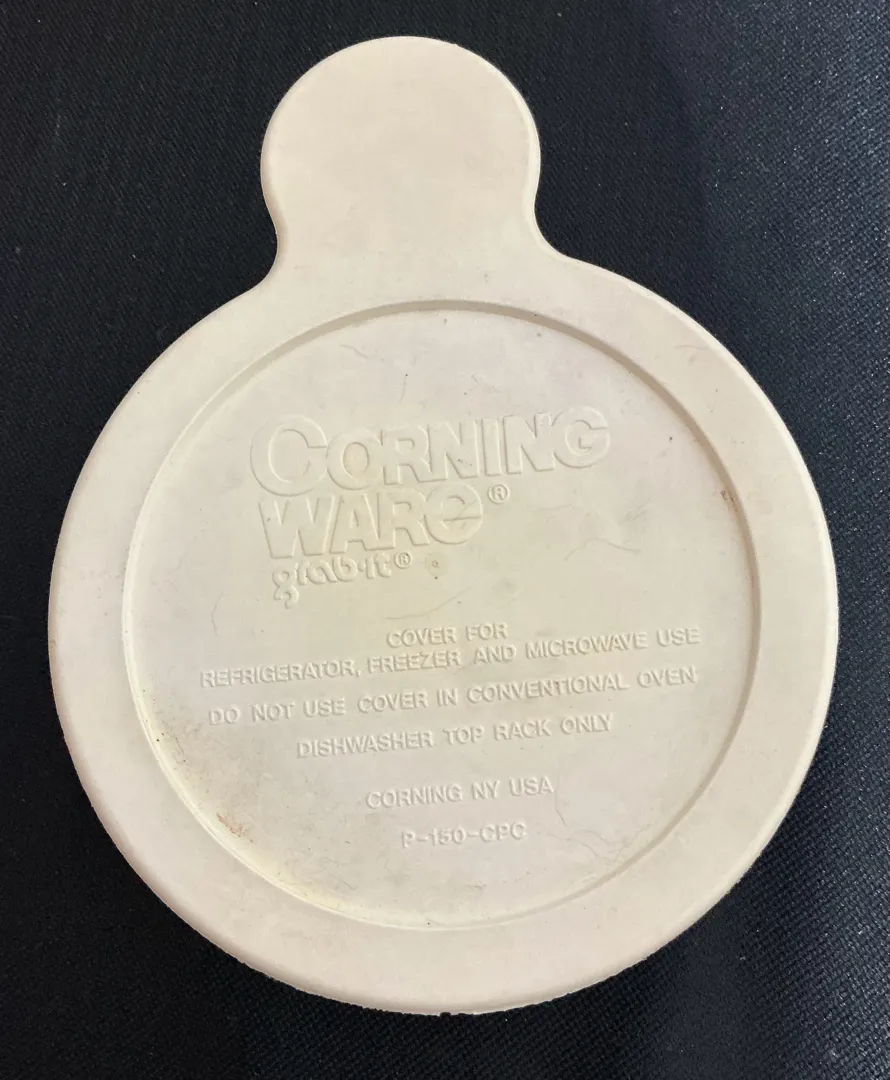 CORNING
WARE®
grab·it®
COVER FOR
REFRIGERATOR, FREEZER AND MICROWAVE USE
DO NOT USE COVER IN CONVENTIONAL OVEN
DISHWASHER TOP RACK ONLY
CORNING NY USA
P-150-CPC